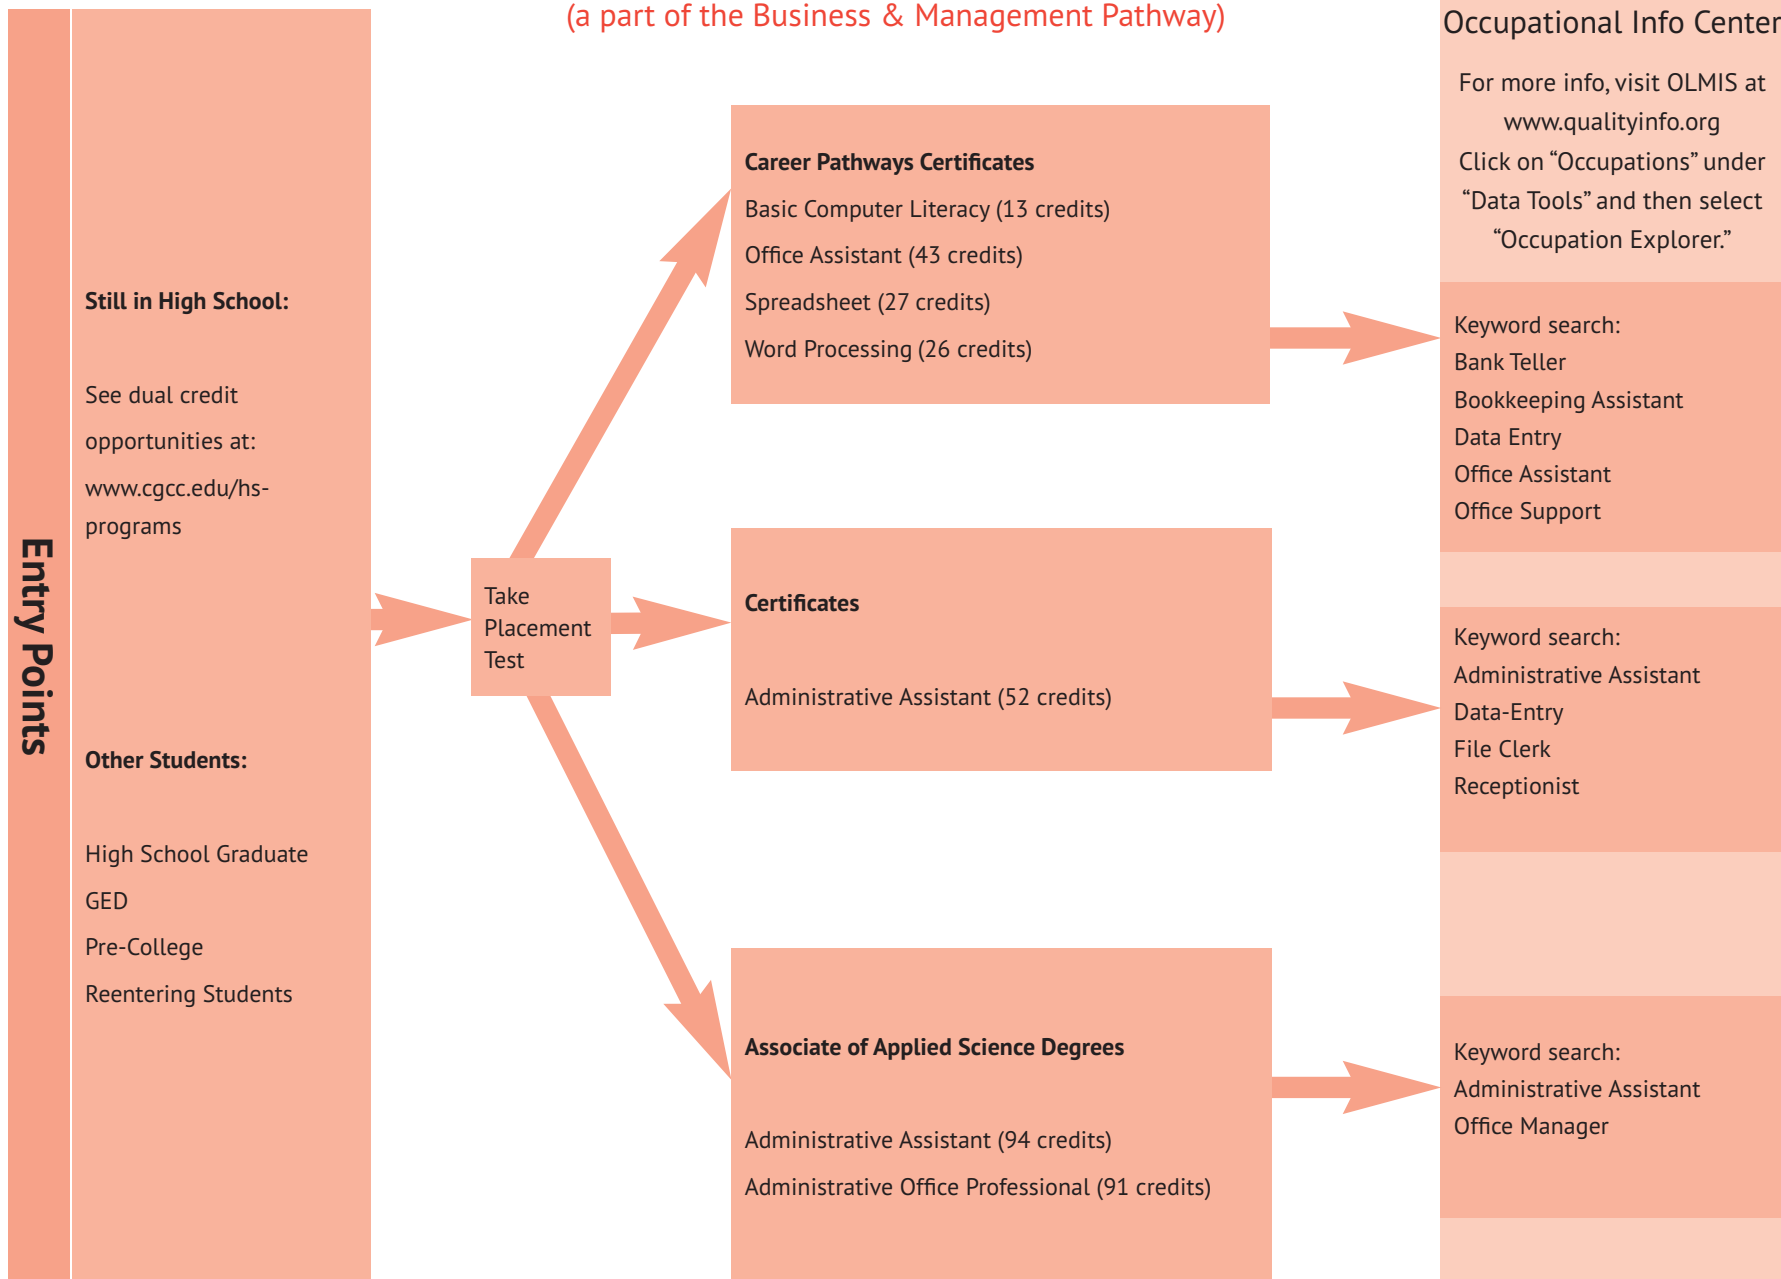 (a part of the Business & Management Pathway)
Entry Points
Still in High School:
See dual credit
opportunities at:
www.cgcc.edu/hs-
programs
Other Students:
High School Graduate
GED
Pre-College
Reentering Students
Take
Placement
Test
Career Pathways Certificates
Basic Computer Literacy (13 credits)
Office Assistant (43 credits)
Spreadsheet (27 credits)
Word Processing (26 credits)
Certificates
Administrative Assistant (52 credits)
Associate of Applied Science Degrees
Administrative Assistant (94 credits)
Administrative Office Professional (91 credits)
Occupational Info Center
For more info, visit OLMIS at
www.qualityinfo.org
Click on “Occupations” under
“Data Tools” and then select
“Occupation Explorer.”
Keyword search:
Bank Teller
Bookkeeping Assistant
Data Entry
Office Assistant
Office Support
Keyword search:
Administrative Assistant
Data-Entry
File Clerk
Receptionist
Keyword search:
Administrative Assistant
Office Manager